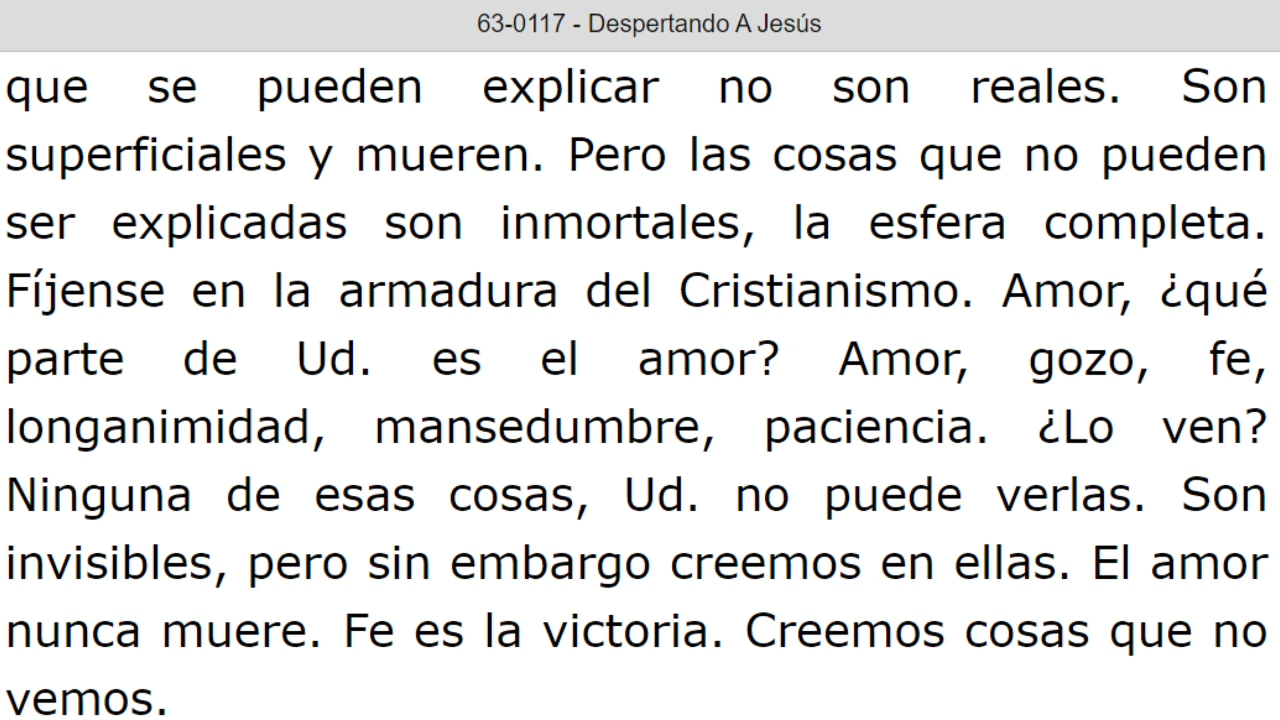 63-0117 - Despertando A Jesús
que se pueden explicar no son reales. Son
superficiales y mueren. Pero las cosas que no pueden
ser explicadas son inmortales, la esfera completa.
Fíjense en la armadura del Cristianismo. Amor, ¿qué
parte de Ud. es el amor? Amor, gozo, fe,
longanimidad, mansedumbre, paciencia. ¿Lo ven?
Ninguna de esas cosas, Ud. no puede verlas. Son
invisibles, pero sin embargo creemos en ellas. El amor
nunca muere. Fe es la victoria. Creemos cosas que no
vemos.